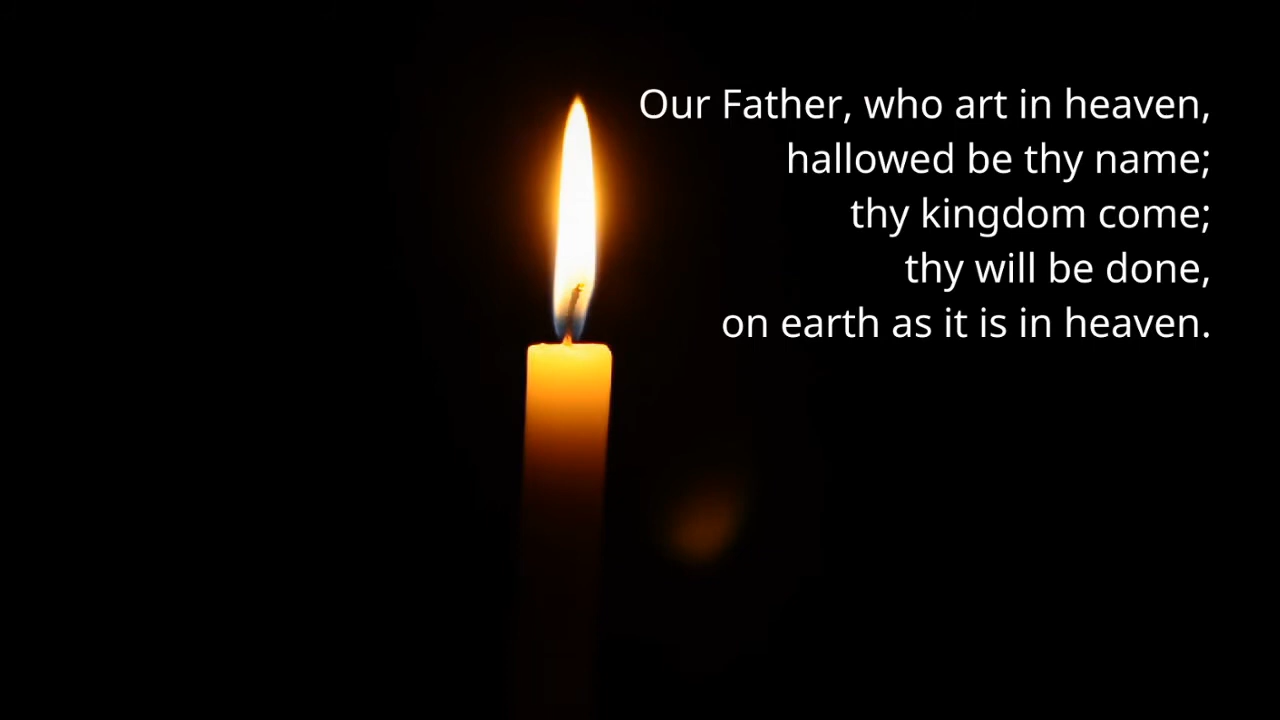 Our Father, who art in heaven,
hallowed be thy name;
thy kingdom come;
thy will be done,
on earth as it is in heaven.